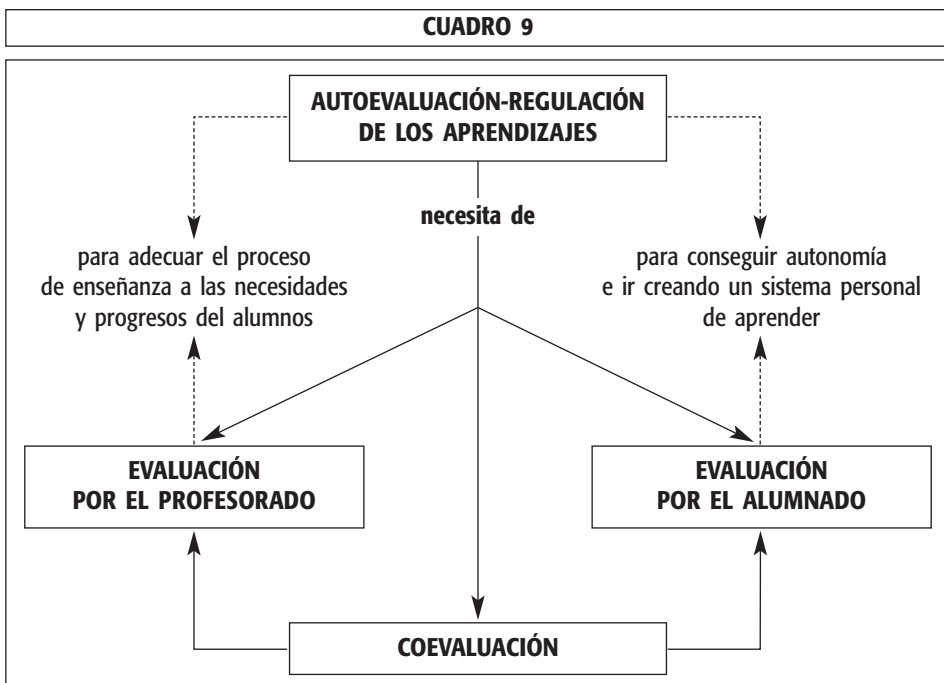 CUADRO 9
AUTOEVALUACIÓN-REGULACIÓN
DE LOS APRENDIZAJES
necesita de
para adecuar el proceso
de enseñanza a las necesidades
y progresos del alumnos
para conseguir autonomía
e ir creando un sistema personal
de aprender
EVALUACIÓN
POR EL PROFESORADO
EVALUACIÓN
POR EL ALUMNADO
COEVALUACIÓN